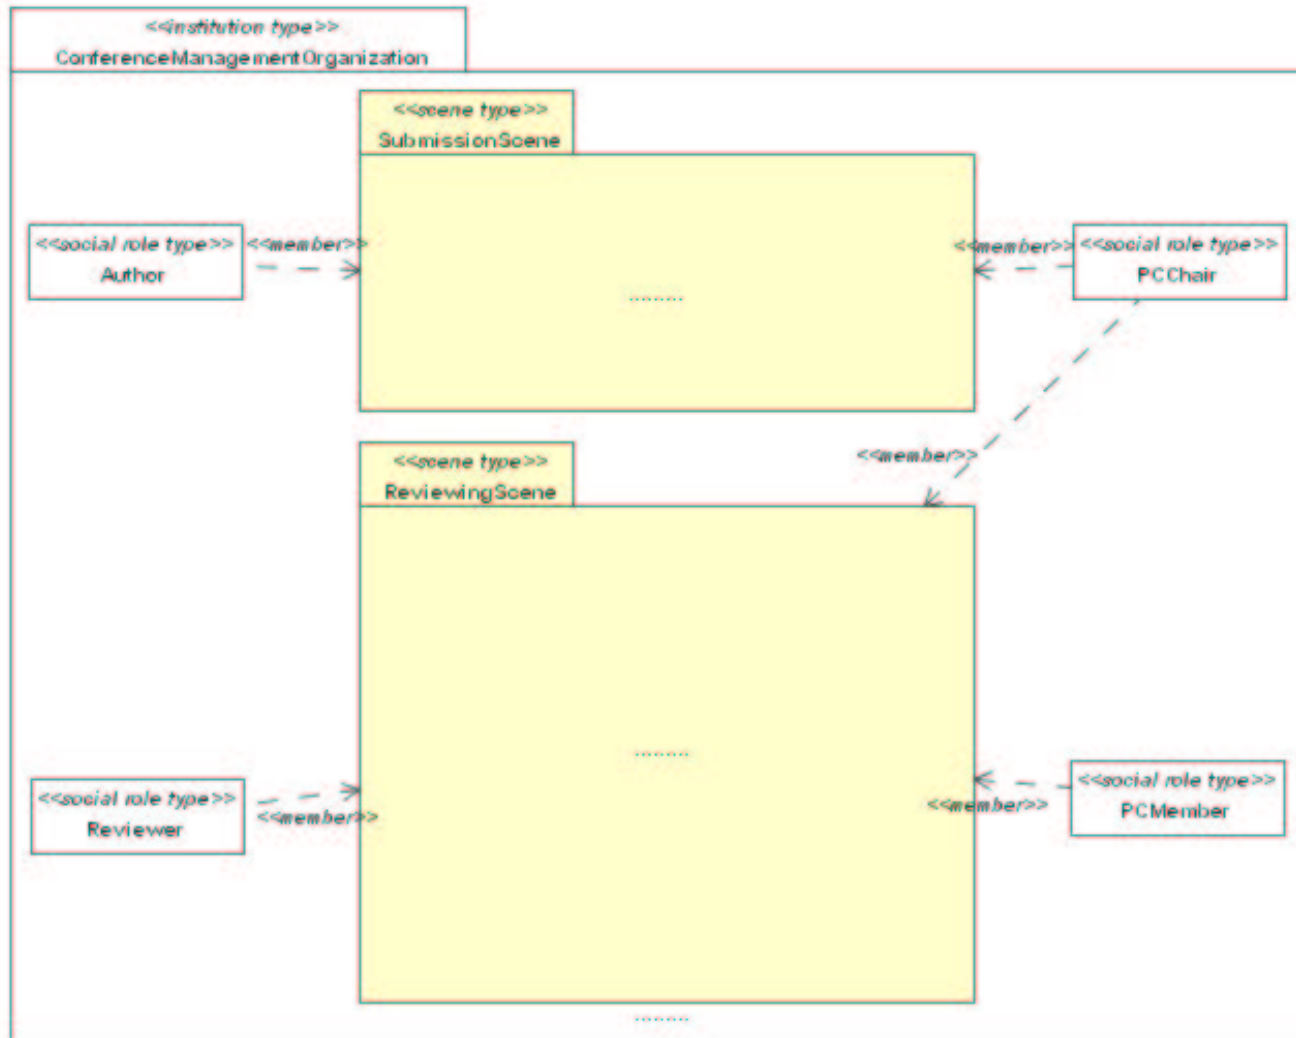 <<institution type>>
ConferenceManagementOrganization
<<scene type>>
SubmissionScene
<<social role type>>
Author
<<member>>
.........
<<member>>
<<social role type>>
PCChair
<<member>>
<<scene type>>
ReviewingScene
.........
<<social role type>>
Reviewer
<<member>>
<<member>>
<<social role type>>
PCMember
.........